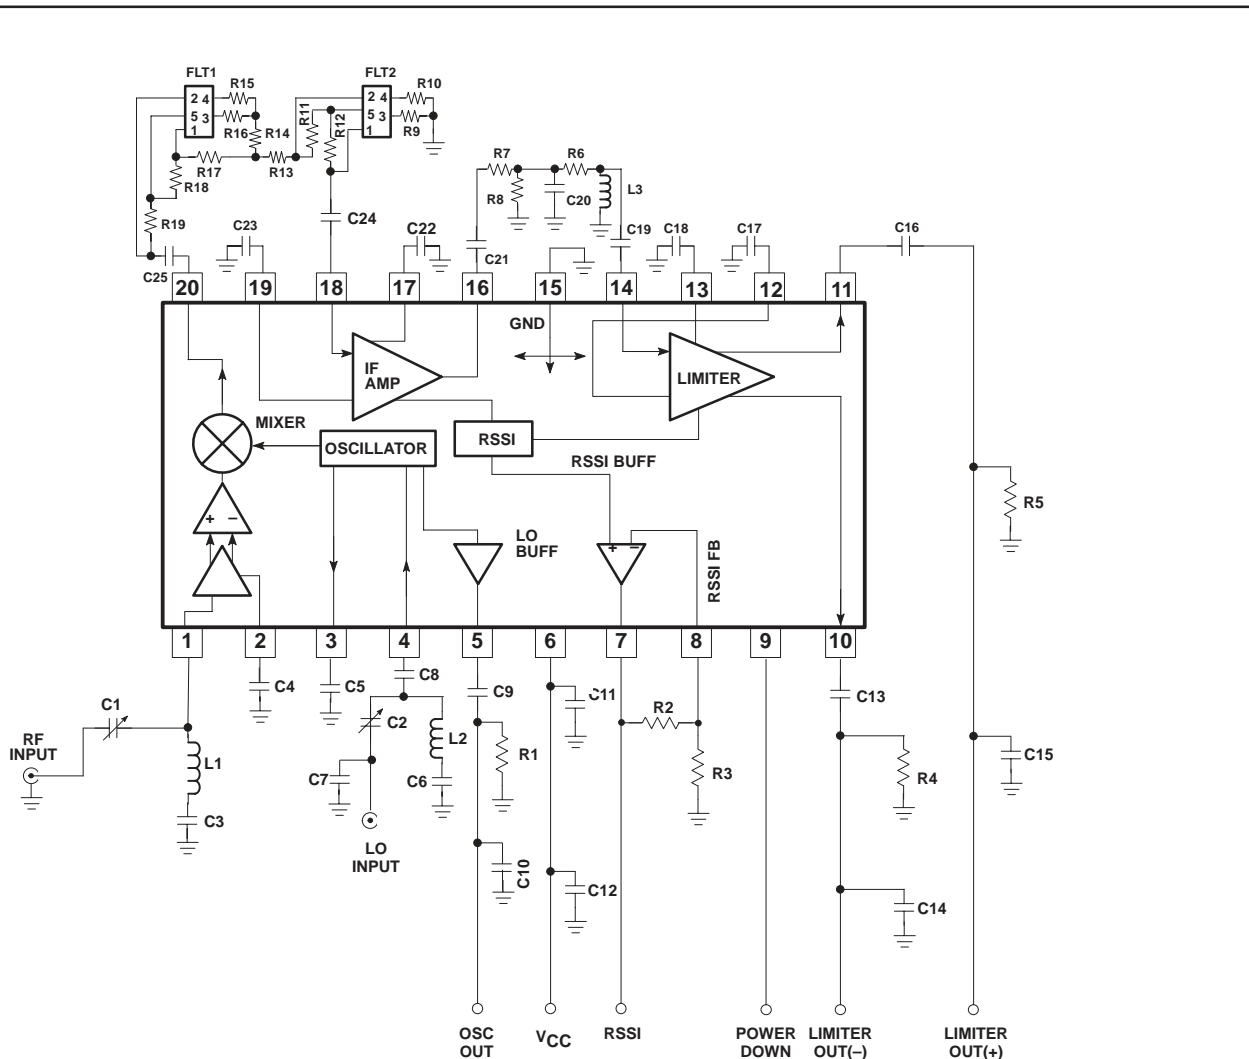 FLT1
FLT2
R15
R10
2 4
5 3
1
2 4
5 3
1
R11
R12
R16
R14
R9
R17
R13
R18
R19
R7
R6
R8
C20
L3
C23
C24
C22
C21
C19
C18
C17
C16
C25
20
19
18
17
16
15
14
13
12
11
GND
IF
AMP
LIMITER
MIXER
OSCILLATOR
RSSI
RSSI BUFF
+ −
LO
BUFF
+ −
RSSI FB
R5
1
2
3
4
5
6
7
8
9
10
C4
C5
C8
C9
C11
C13
C1
C2
L2
R2
RF
INPUT
L1
C7
C6
R1
R3
R4
C15
C3
LO
INPUT
C10
C12
C14
OSC
OUT
VCC
RSSI
POWER
DOWN
LIMITER
OUT(−)
LIMITER
OUT(+)